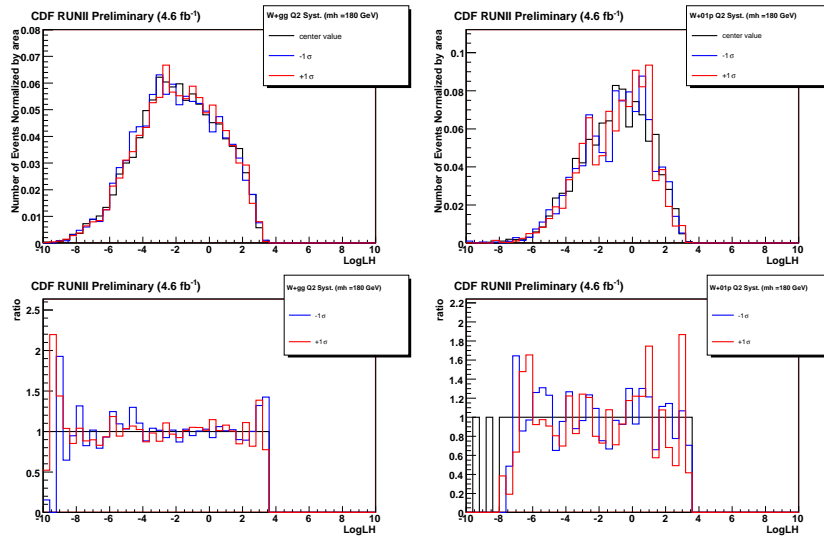 CDF RUNII Preliminary (4.6 fb-1)
W+gg Q2 Syst. (mh =180 GeV)
center value
-1 σ
+1 σ
Number of Events Normalized by area
0.08
0.07
0.06
0.05
0.04
0.03
0.02
0.01
0
-10 -8 -6 -4 -2 0 2 4 6 8 10
LogLH
CDF RUNII Preliminary (4.6 fb-1)
W+01p Q2 Syst. (mh =180 GeV)
center value
-1 σ
+1 σ
Number of Events Normalized by area
0.1
0.08
0.06
0.04
0.02
0
-10 -8 -6 -4 -2 0 2 4 6 8 10
LogLH
CDF RUNII Preliminary (4.6 fb-1)
W+gg Q2 Syst. (mh =180 GeV)
-1 σ
+1 σ
ratio
2.5
2
1.5
1
0.5
0
-10 -8 -6 -4 -2 0 2 4 6 8 10
LogLH
CDF RUNII Preliminary (4.6 fb-1)
W+01p Q2 Syst. (mh =180 GeV)
-1 σ
+1 σ
ratio
2.2
2
1.8
1.6
1.4
1.2
1
0.8
0.6
0.4
0.2
0
-10 -8 -6 -4 -2 0 2 4 6 8 10
LogLH